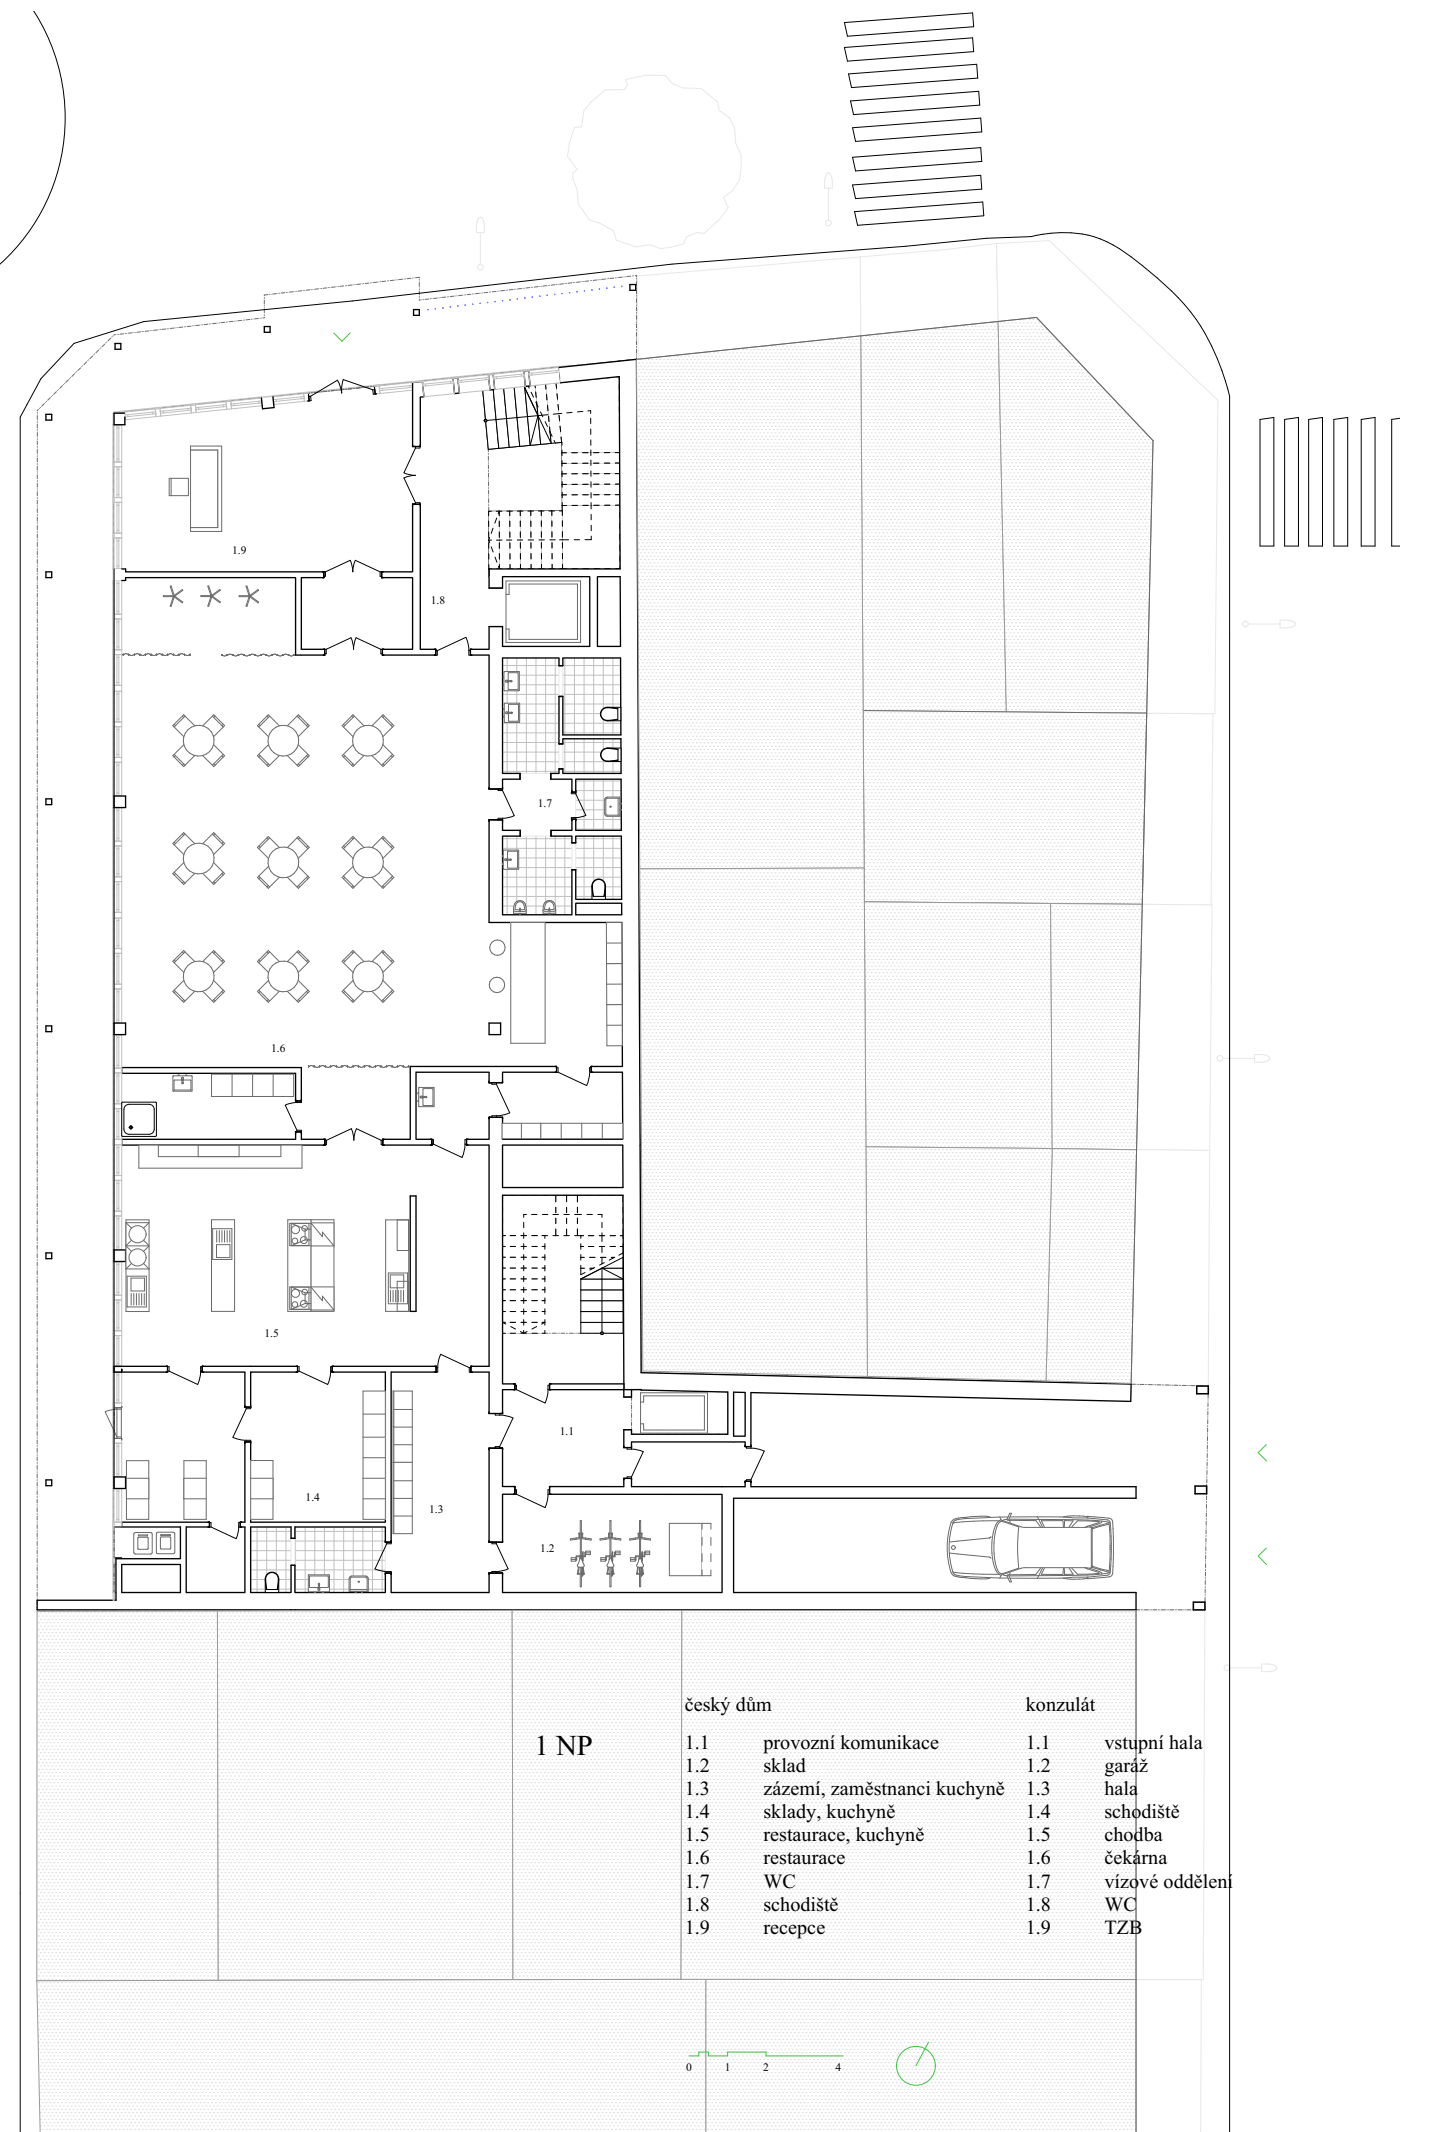 1.9
1.8
1.7
1.6
1.5
1.1
1.4
1.3
1.2
český dům konzulát
1 NP
1.1 provozní komunikace 1.1 vstupní hala
1.2 sklad 1.2 garáž
1.3 zázemí, zaměstnanci kuchyně 1.3 hala
1.4 sklady, kuchyně 1.4 schodiště
1.5 restaurace, kuchyně 1.5 chodba
1.6 restaurace 1.6 čekárna
1.7 WC 1.7 vízové oddělení
1.8 schodiště 1.8 WC
1.9 recepce 1.9 TZB
0 1 2 4